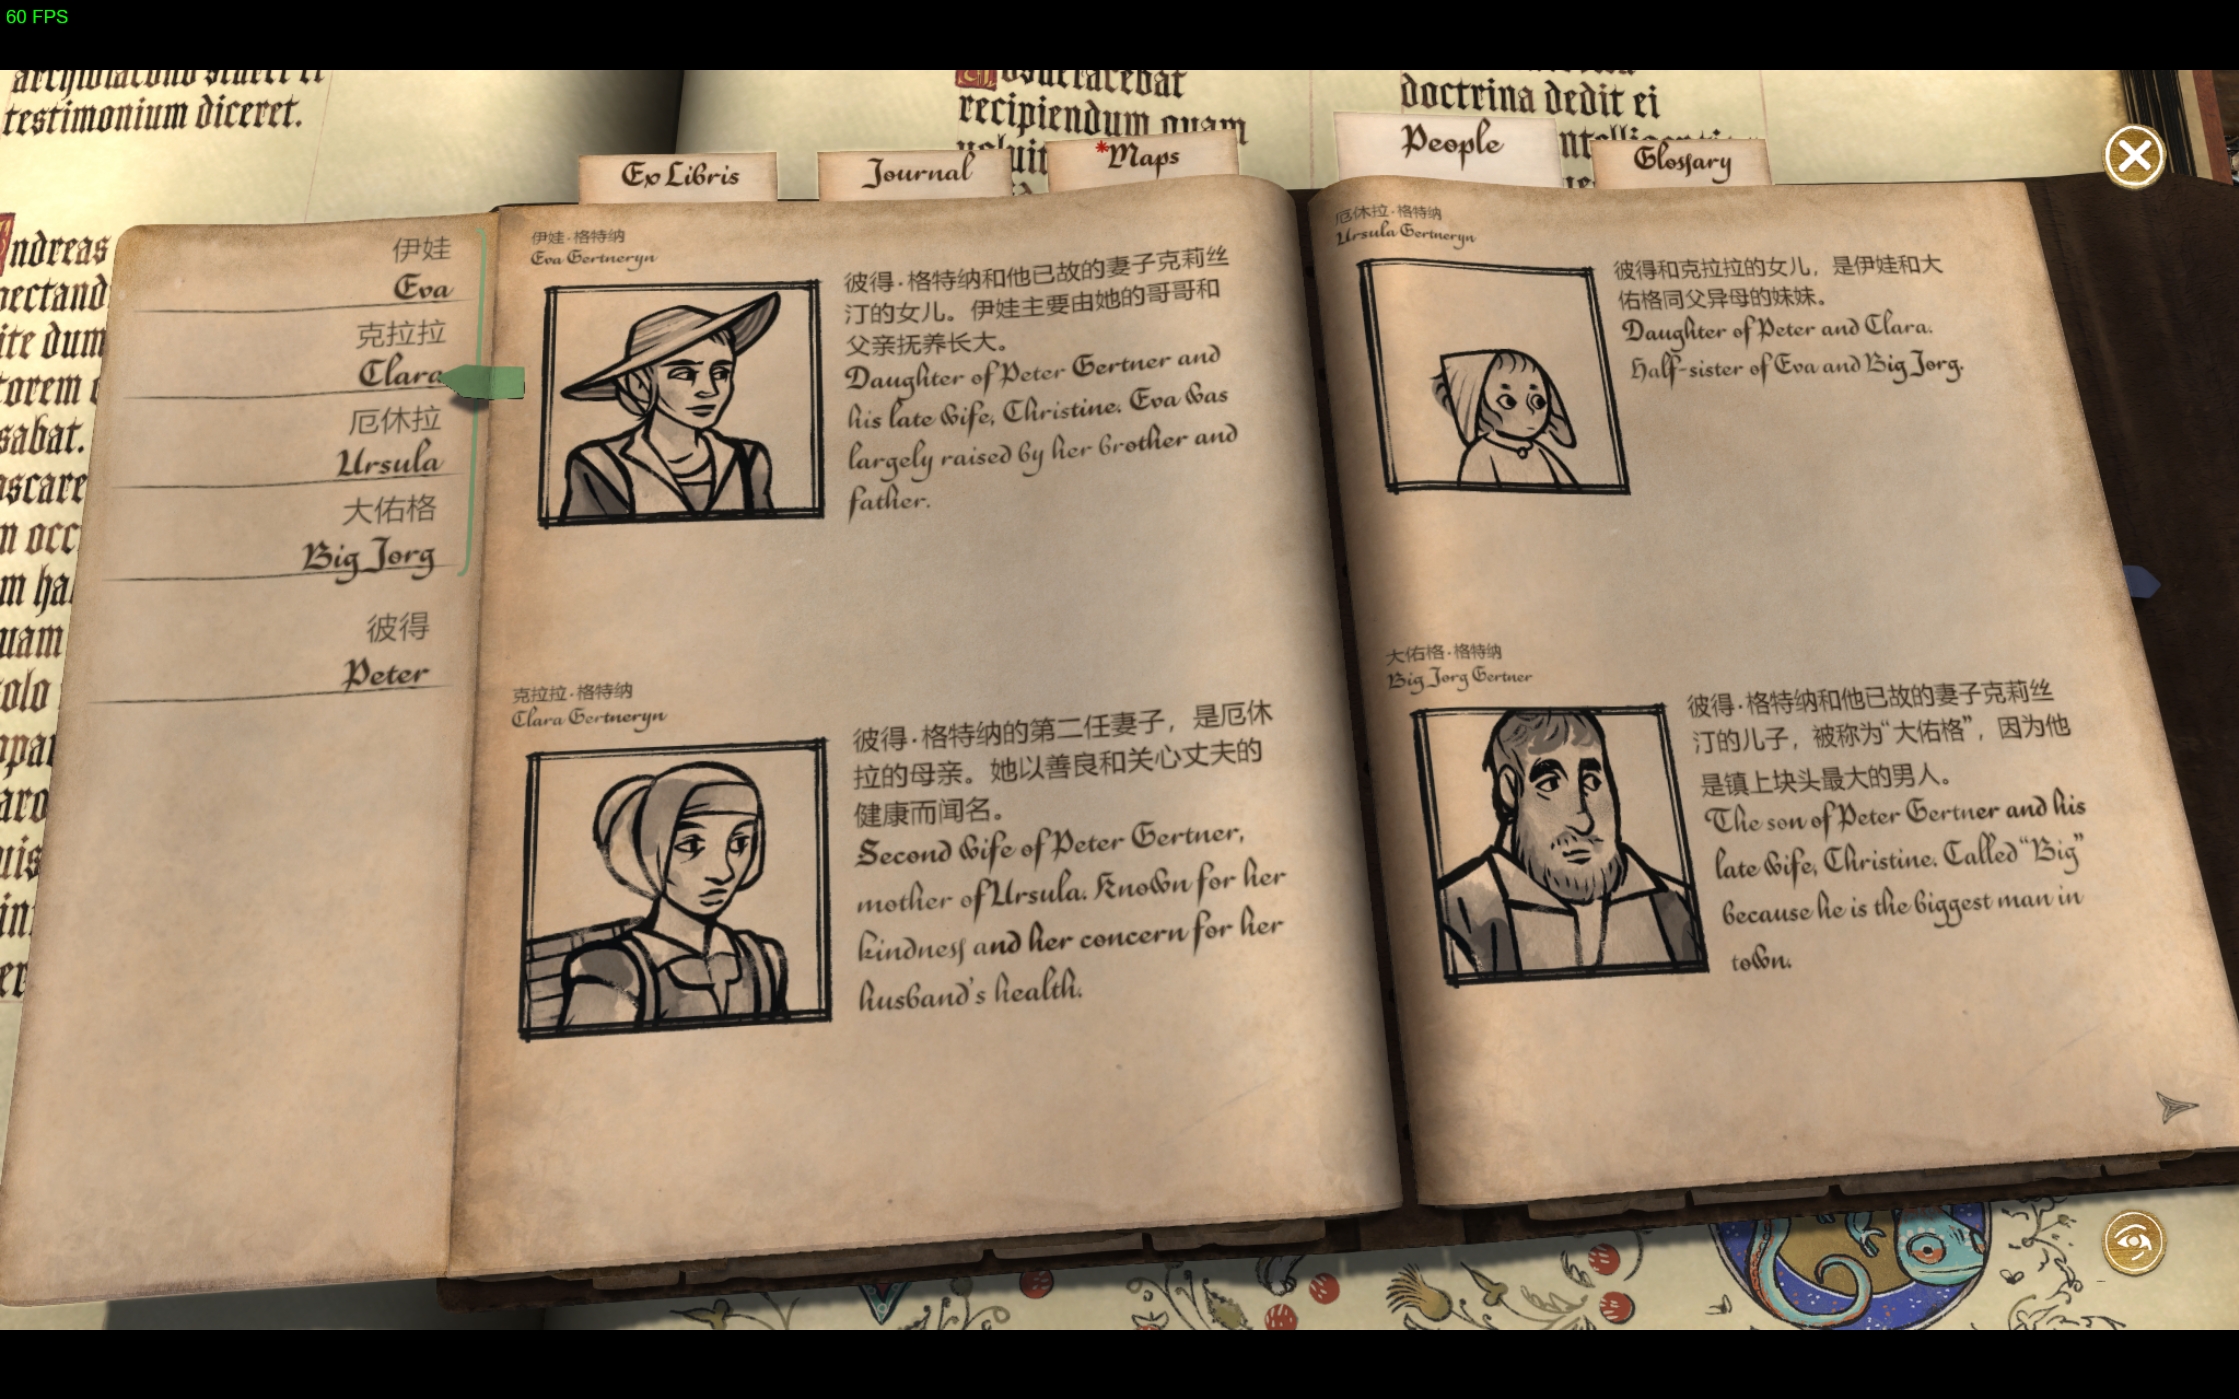 60 FPS
testimonium diceret.
recipiendum quam
doctrina dedit ei
Ex Libris
Journal
*Maps
People
Glossary
伊娃
Eva
克拉拉
Clara
厄休拉
Ursula
大佑格
Big Jorg
彼得
Peter
伊娃·格特纳
Eva Gertneryn
彼得·格特纳和他已故的妻子克莉丝
汀的女儿。伊娃主要由她的哥哥和
父亲抚养长大。
Daughter of Peter Gertner and
his late wife, Christine. Eva was
largely raised by her brother and
father.
克拉拉·格特纳
Clara Gertneryn
彼得·格特纳的第二任妻子，是厄休
拉的母亲。她以善良和关心丈夫的
健康而闻名。
Second wife of Peter Gertner,
mother of Ursula. Known for her
kindness and her concern for her
husband's health.
厄休拉·格特纳
Ursula Gertneryn
彼得和克拉拉的女儿，是伊娃和大
佑格同父异母的妹妹。
Daughter of Peter and Clara.
Half-sister of Eva and Big Jorg.
大佑格·格特纳
Big Jorg Gertner
彼得·格特纳和他已故的妻子克莉丝
汀的儿子，被称为“大佑格”，因为他
是镇上块头最大的男人。
The son of Peter Gertner and his
late wife, Christine. Called “Big”
because he is the biggest man in
town.